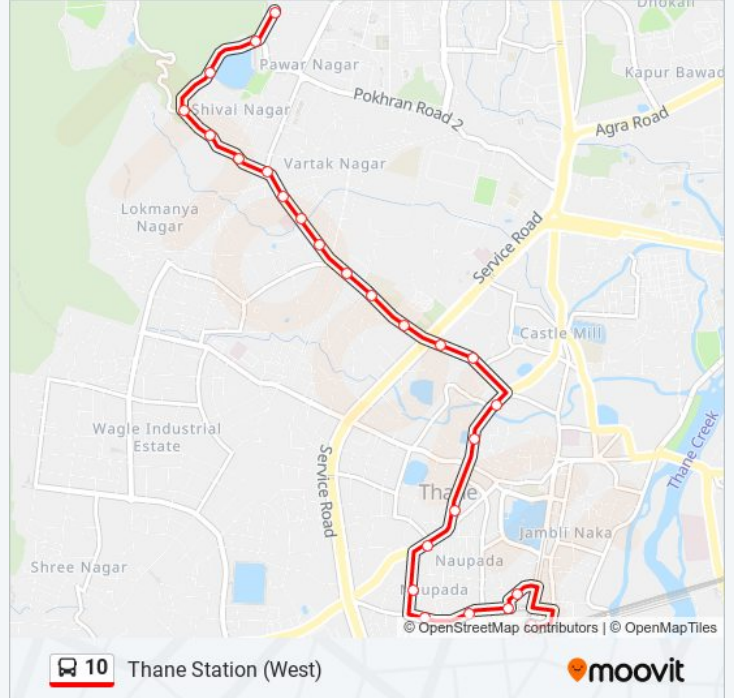 Dhokali
Pawar Nagar
Kapur Bawad
Pokhran Road 2
Shivai Nagar
Agra Road
Vartak Nagar
Lokmanya
Nagar
Service Road
Castle Mill
Wagle Industrial
Estate
Service Road
Thane Creek
Thane
Jambli Naka
Naupada
Shree Nagar
Naupada
© OpenStreetMap contributors | © OpenMapTiles
10 Thane Station (West)
moovit